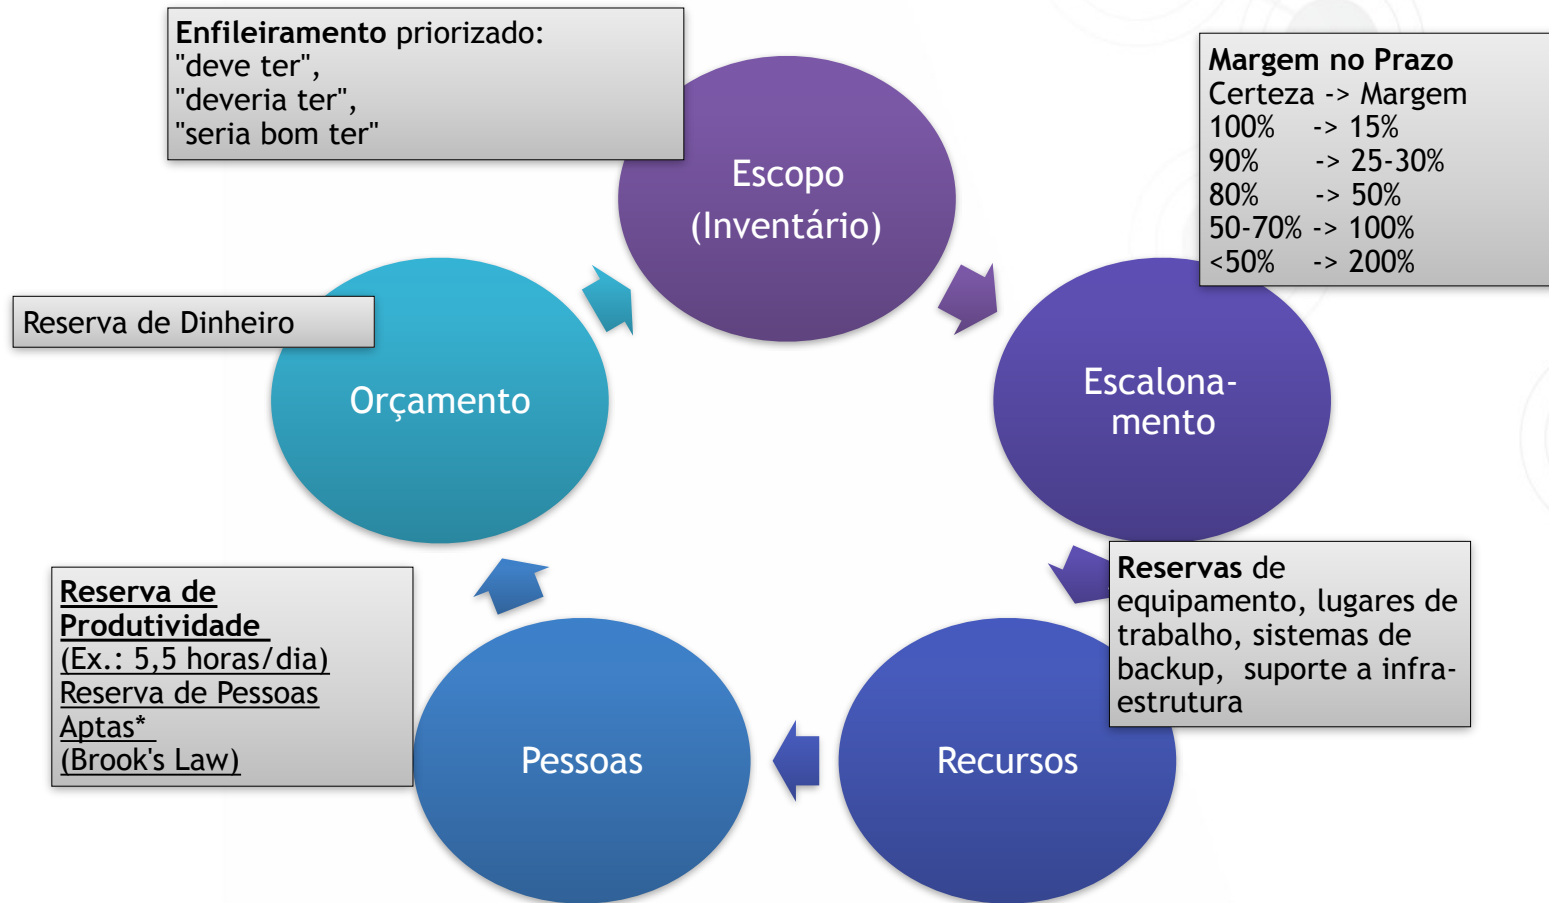 Enfileiramento priorizado:
"deve ter",
"deveria ter",
"seria bom ter"
Escopo
(Inventário)
Margem no Prazo
Certeza -> Margem
100% -> 15%
90% -> 25-30%
80% -> 50%
50-70% -> 100%
<50% -> 200%
Escalona-
mento
Reservas de
equipamento, lugares de
trabalho, sistemas de
backup, suporte a infra-
estrutura
Recursos
Pessoas
Reserva de
Produtividade
(Ex.: 5,5 horas/dia)
Reserva de Pessoas
Aptas*
(Brook's Law)
Orçamento
Reserva de Dinheiro